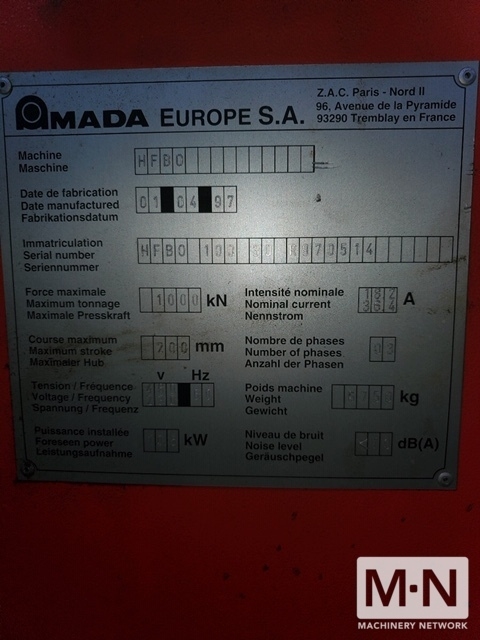 AMADA EUROPE S.A.
Z.A.C. Paris - Nord II
96, Avenue de la Pyramide
93290 Tremblay en France
Machine
Maschine
HFBO
Date de fabrication
Date manufactured
Fabrikationsdatum
01 04 97
Immatriculation
Serial number
Seriennummer
HFBO
Force maximale
Maximum tonnage
Maximale Presskraft
1000 kN
Intensité nominale
Nominal current
Nennstrom
A
Course maximum
Maximum stroke
Maximaler Hub
200 mm
Nombre de phases
Number of phases
Anzahl der Phasen
03
V Hz
Tension / Fréquence
Voltage / Frequency
Spannung / Frequenz
Poids machine
Weight
Gewicht
kg
Puissance installée
Foreseen power
Leistungsaufnahme
kW
Niveau de bruit
Noise level
Geräuschpegel
dB(A)
M·N
MACHINERY NETWORK